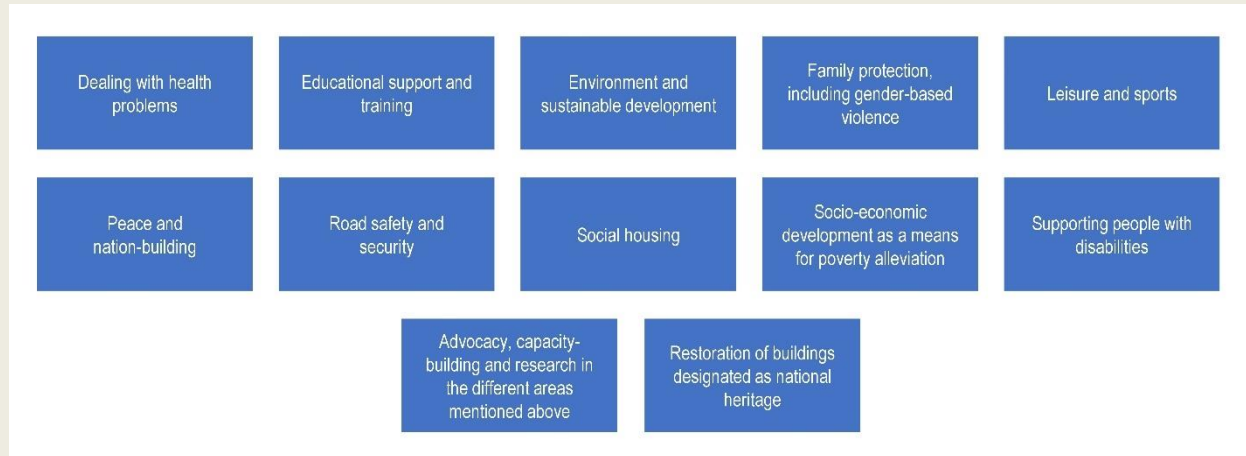 Dealing with health
problems
Educational support and
training
Environment and
sustainable development
Family protection,
including gender-based
violence
Leisure and sports
Peace and
nation-building
Road safety and
security
Social housing
Socio-economic
development as a means
for poverty alleviation
Supporting people with
disabilities
Advocacy, capacity-
building and research in
the different areas
mentioned above
Restoration of buildings
designated as national
heritage